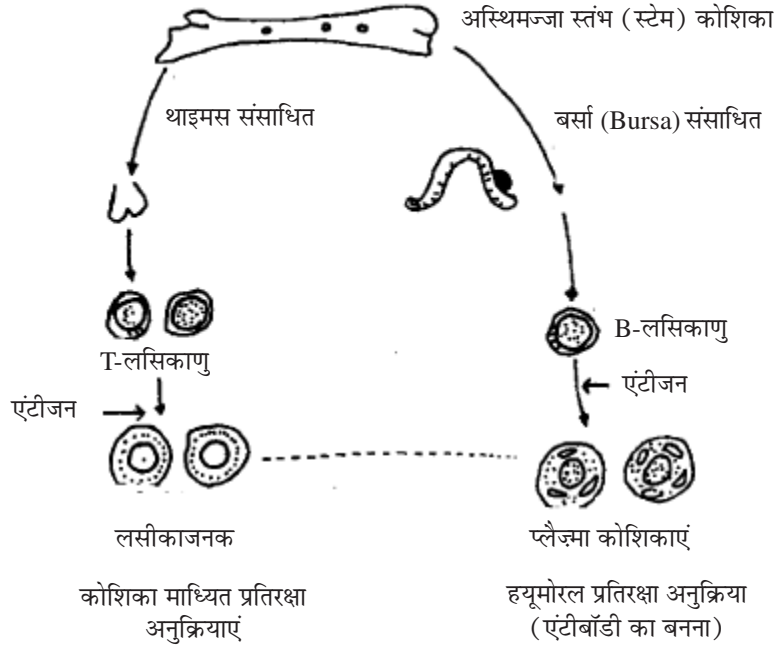 अस्थिमज्जा स्तंभ (स्टेम) कोशिका
थाइमस संसाधित
बर्सा (Bursa) संसाधित
B-लसिकाणु
T-लसिकाणु
एंटीजन
एंटीजन
लसीकाजनक
प्लैज़्मा कोशिकाएं
कोशिका माध्यित प्रतिरक्षा
अनुक्रियाएं
हयूमोरल प्रतिरक्षा अनुक्रिया
(एंटीबॉडी का बनना)